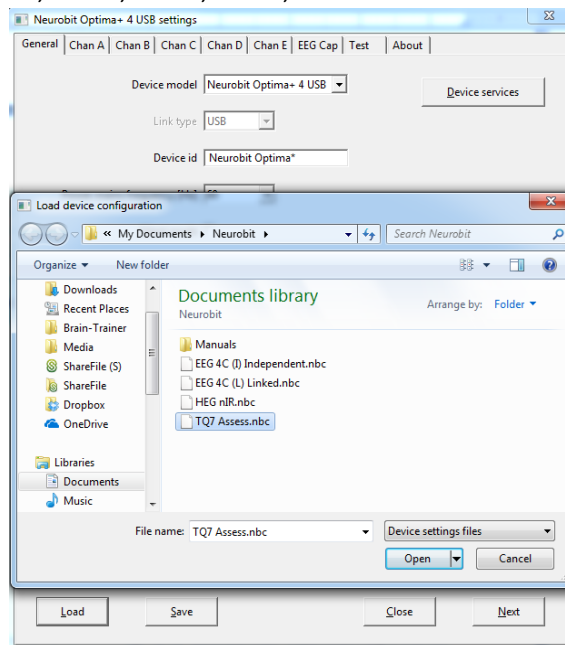 Neurobit Optima+ 4 USB settings
General Chan A Chan B Chan C Chan D Chan E EEG Cap Test About
Device model Neurobit Optima+ 4 USB Device services
Link type USB
Device id Neurobit Optima*
Load device configuration
« My Documents Neurobit Search Neurobit
Organize New folder
Downloads
Recent Places
Brain-Trainer
Media
ShareFile (S)
ShareFile
Dropbox
OneDrive
Libraries
Documents
Music
Documents library
Neurobit
Arrange by: Folder
Manuals
EEG 4C (I) Independent.nbc
EEG 4C (L) Linked.nbc
HEG nIR.nbc
TQ7 Assess.nbc
File name: TQ7 Assess.nbc Device settings files
Open Cancel
Load Save Close Next